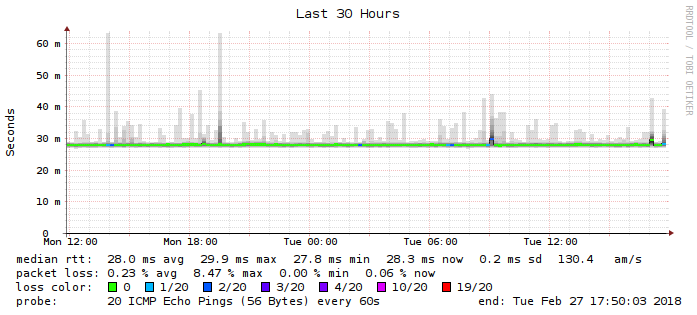 Last 30 Hours
RRDTOOL / TOBI OETIKER
Seconds
60 m
50 m
40 m
30 m
20 m
10 m
0
Mon 12:00 Mon 18:00 Tue 00:00 Tue 06:00 Tue 12:00
median rtt: 28.0 ms avg 29.9 ms max 27.8 ms min 28.3 ms now 0.2 ms sd 130.4 am/s
packet loss: 0.23 % avg 8.47 % max 0.00 % min 0.06 % now
loss color: 0 1/20 2/20 3/20 4/20 10/20 19/20
probe: 20 ICMP Echo Pings (56 Bytes) every 60s end: Tue Feb 27 17:50:03 2018